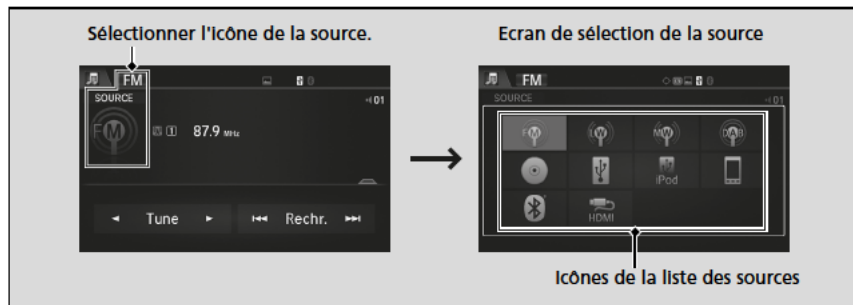 Sélectionner l'icône de la source.
Ecran de sélection de la source
FM
SOURCE
01
FM
1 87.9 MHz
Tune
Rechr.
FM
SOURCE
01
FM
LW
MW
DAB
iPod
HDMI
Icônes de la liste des sources